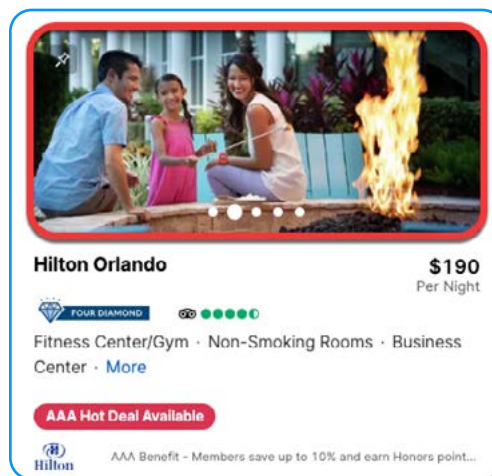 Hilton Orlando
$190
Per Night
FOUR DIAMOND
Fitness Center/Gym · Non-Smoking Rooms · Business
Center · More
AAA Hot Deal Available
Hilton
AAA Benefit - Members save up to 10% and earn Honors point...